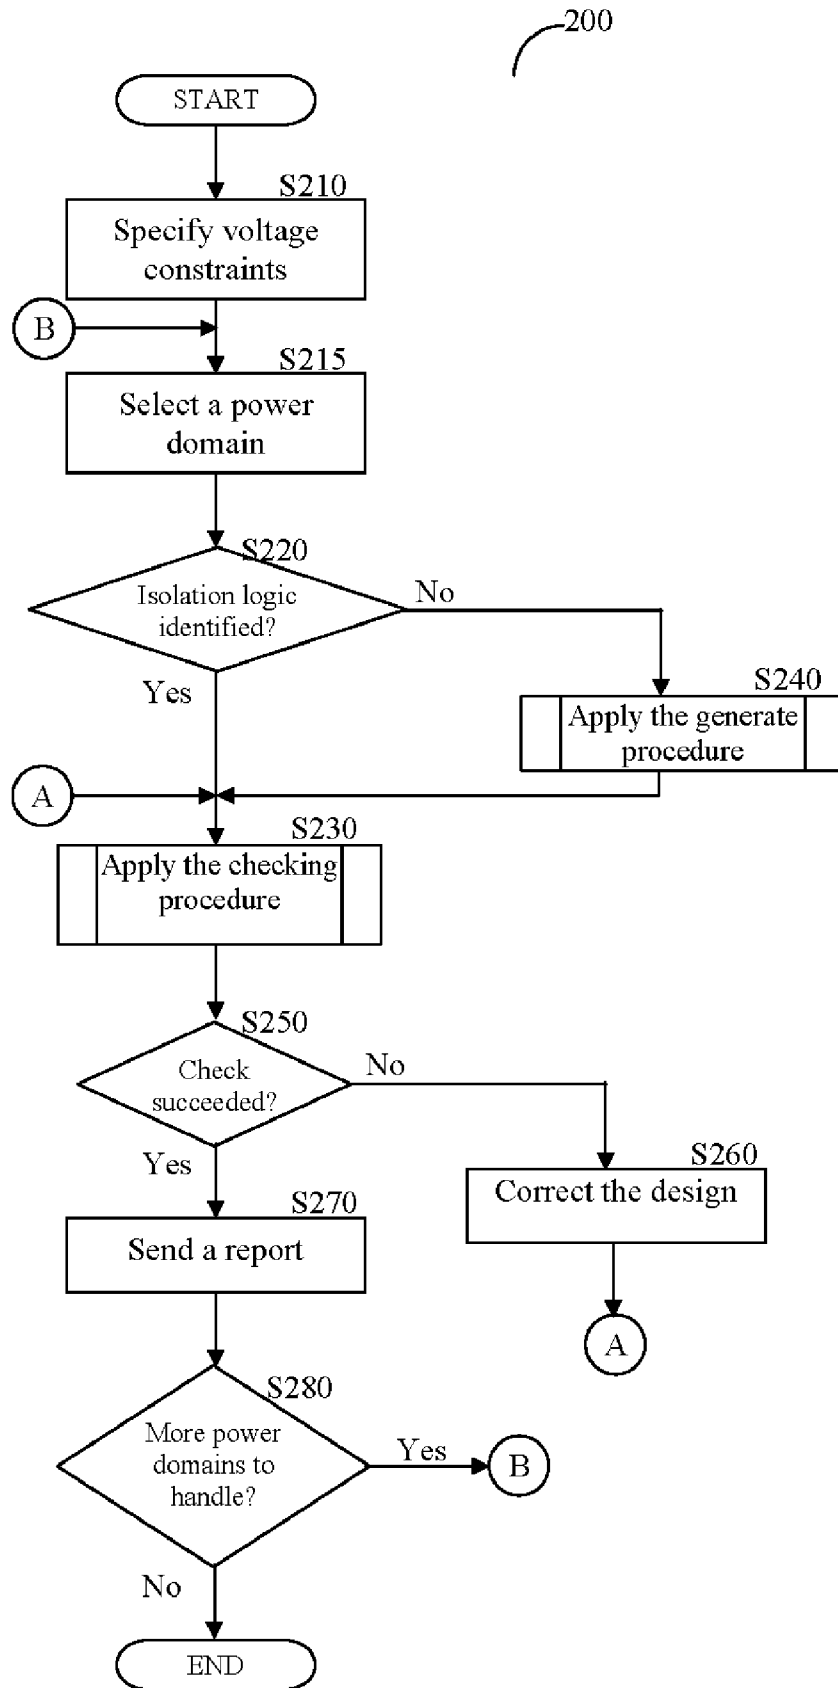 200
START
S210
Specify voltage
constraints
B
S215
Select a power
domain
S220
Isolation logic
identified?
No
Yes
S240
Apply the generate
procedure
A
S230
Apply the checking
procedure
S250
Check
succeeded?
No
Yes
S260
Correct the design
S270
Send a report
A
S280
More power
domains to
handle?
Yes
B
No
END